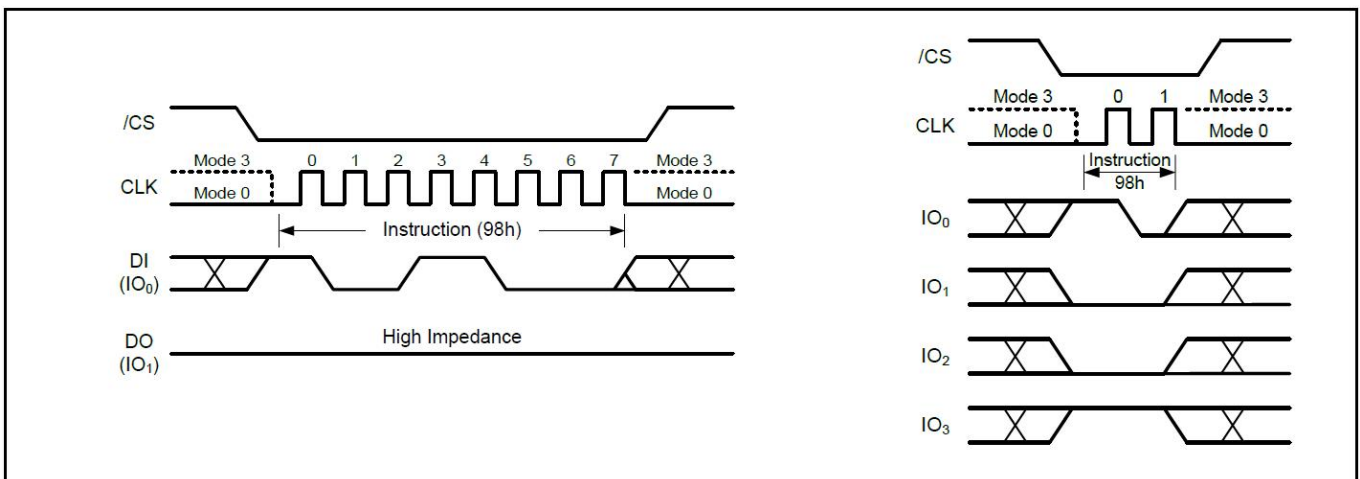 /CS
Mode 3 0 1 2 3 4 5 6 7 Mode 3
CLK
Mode 0 Mode 0
Instruction (98h)
DI
(IO₀)
High Impedance
DO
(IO₁)
/CS
Mode 3 0 1 Mode 3
CLK
Mode 0 Mode 0
Instruction
98h
IO₀
IO₁
IO₂
IO₃